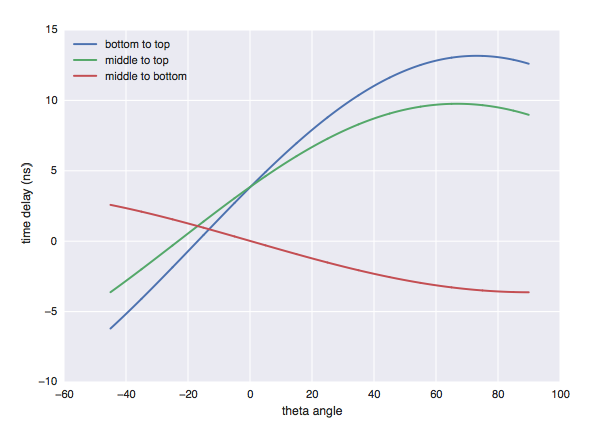 15
10
5
0
−5
−10
time delay (ns)
bottom to top
middle to top
middle to bottom
−60 −40 −20 0 20 40 60 80 100
theta angle